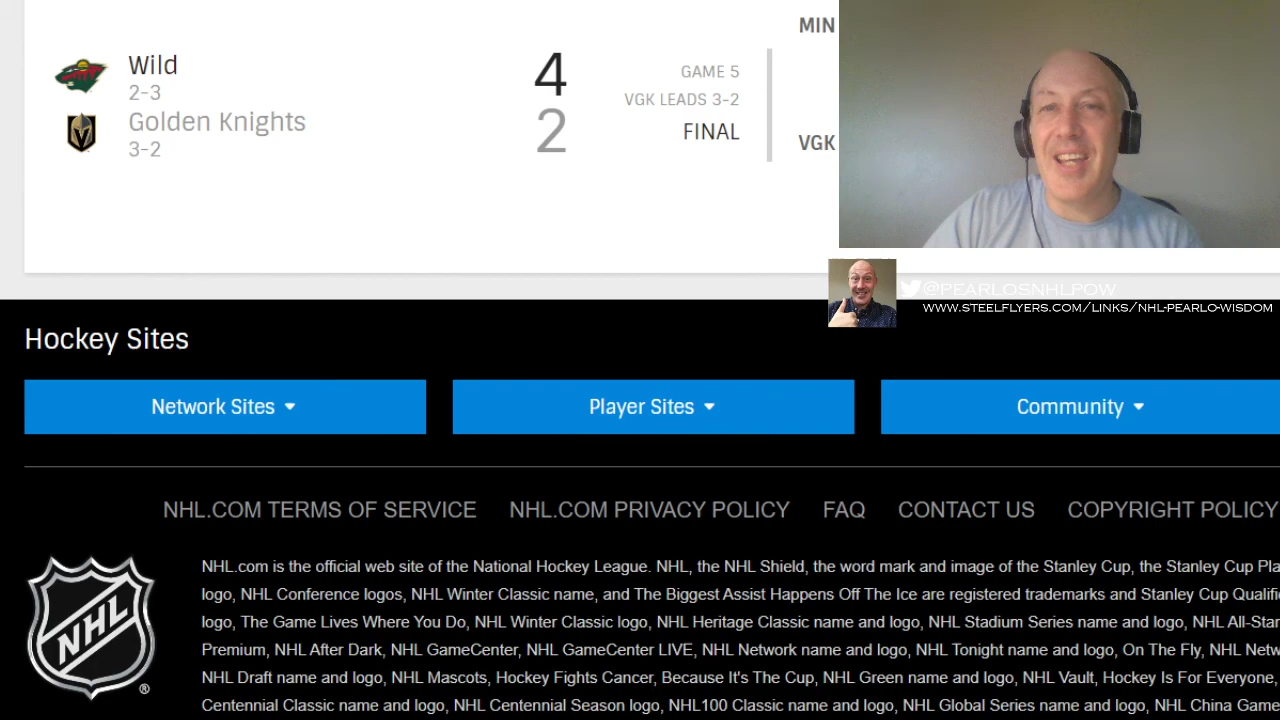 MIN
Wild
4
GAME 5
2-3
VGK LEADS 3-2
Golden Knights
2
FINAL
3-2
VGK
@PEARLOSNHLPOW
WWW.STEELFLYERS.COM/LINKS/NHL-PEARLO-WISDOM
Hockey Sites
Network Sites
Player Sites
Community
NHL.COM TERMS OF SERVICE NHL.COM PRIVACY POLICY FAQ CONTACT US COPYRIGHT POLICY
NHL.com is the official web site of the National Hockey League. NHL, the NHL Shield, the word mark and image of the Stanley Cup, the Stanley Cup Pla
logo, NHL Conference logos, NHL Winter Classic name, and The Biggest Assist Happens Off The Ice are registered trademarks and Stanley Cup Qualifi
logo, The Game Lives Where You Do, NHL Winter Classic logo, NHL Heritage Classic name and logo, NHL Stadium Series name and logo, NHL All-Star
Premium, NHL After Dark, NHL GameCenter, NHL GameCenter LIVE, NHL Network name and logo, NHL Tonight name and logo, On The Fly, NHL Netw
NHL Draft name and logo, NHL Mascots, Hockey Fights Cancer, Because It's The Cup, NHL Green name and logo, NHL Vault, Hockey Is For Everyone,
Centennial Classic name and logo, NHL Centennial Season logo, NHL100 Classic name and logo, NHL Global Series name and logo, NHL China Game
NHL
®